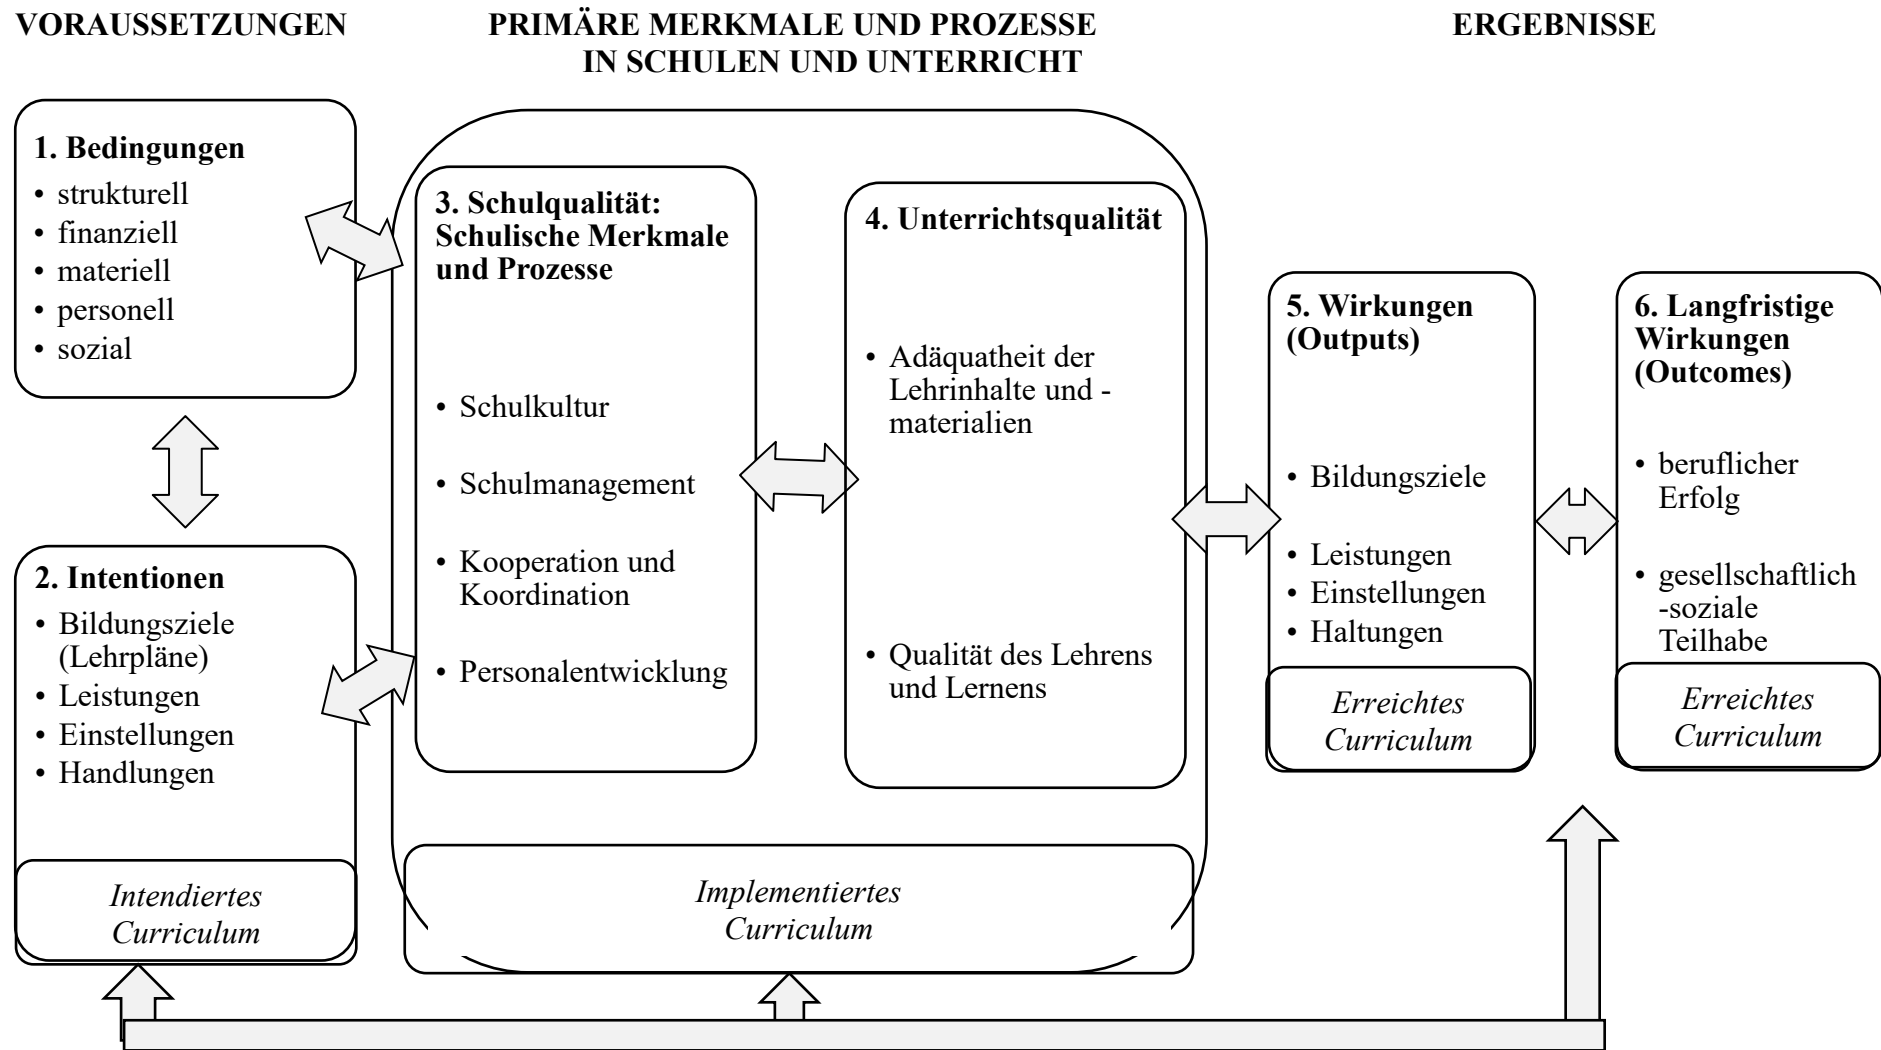 VORAUSSETZUNGEN
PRIMÄRE MERKMALE UND PROZESSE
IN SCHULEN UND UNTERRICHT
ERGEBNISSE
1. Bedingungen
• strukturell
• finanziell
• materiell
• personell
• sozial
2. Intentionen
• Bildungsziele
(Lehrpläne)
• Leistungen
• Einstellungen
• Handlungen
Intendiertes
Curriculum
3. Schulqualität:
Schulische Merkmale
und Prozesse
• Schulkultur
• Schulmanagement
• Kooperation und
Koordination
• Personalentwicklung
4. Unterrichtsqualität
• Adäquatheit der
Lehrinhalte und -
materialien
• Qualität des Lehrens
und Lernens
Implementiertes
Curriculum
5. Wirkungen
(Outputs)
• Bildungsziele
• Leistungen
• Einstellungen
• Haltungen
Erreichtes
Curriculum
6. Langfristige
Wirkungen
(Outcomes)
• beruflicher
Erfolg
• gesellschaftlich
-soziale
Teilhabe
Erreichtes
Curriculum